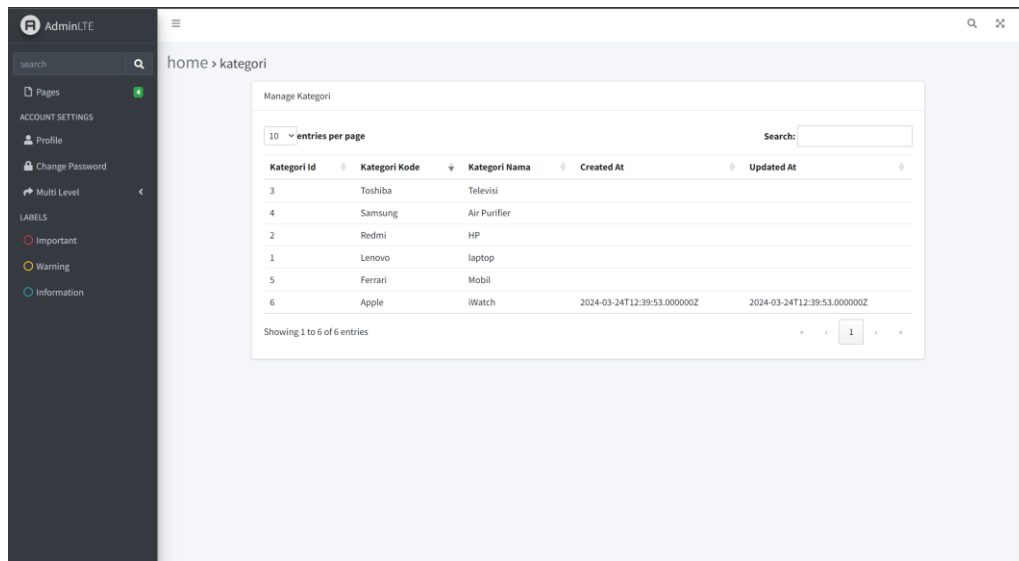 AdminLTE
search
Pages 4
ACCOUNT SETTINGS
Profile
Change Password
Multi Level
LABELS
Important
Warning
Information
home › kategori
Manage Kategori
10 entries per page Search:
Kategori Id Kategori Kode Kategori Nama Created At Updated At
3 Toshiba Televisi
4 Samsung Air Purifier
2 Redmi HP
1 Lenovo laptop
5 Ferrari Mobil
6 Apple iWatch 2024-03-24T12:39:53.000000Z 2024-03-24T12:39:53.000000Z
Showing 1 to 6 of 6 entries « ‹ 1 › »